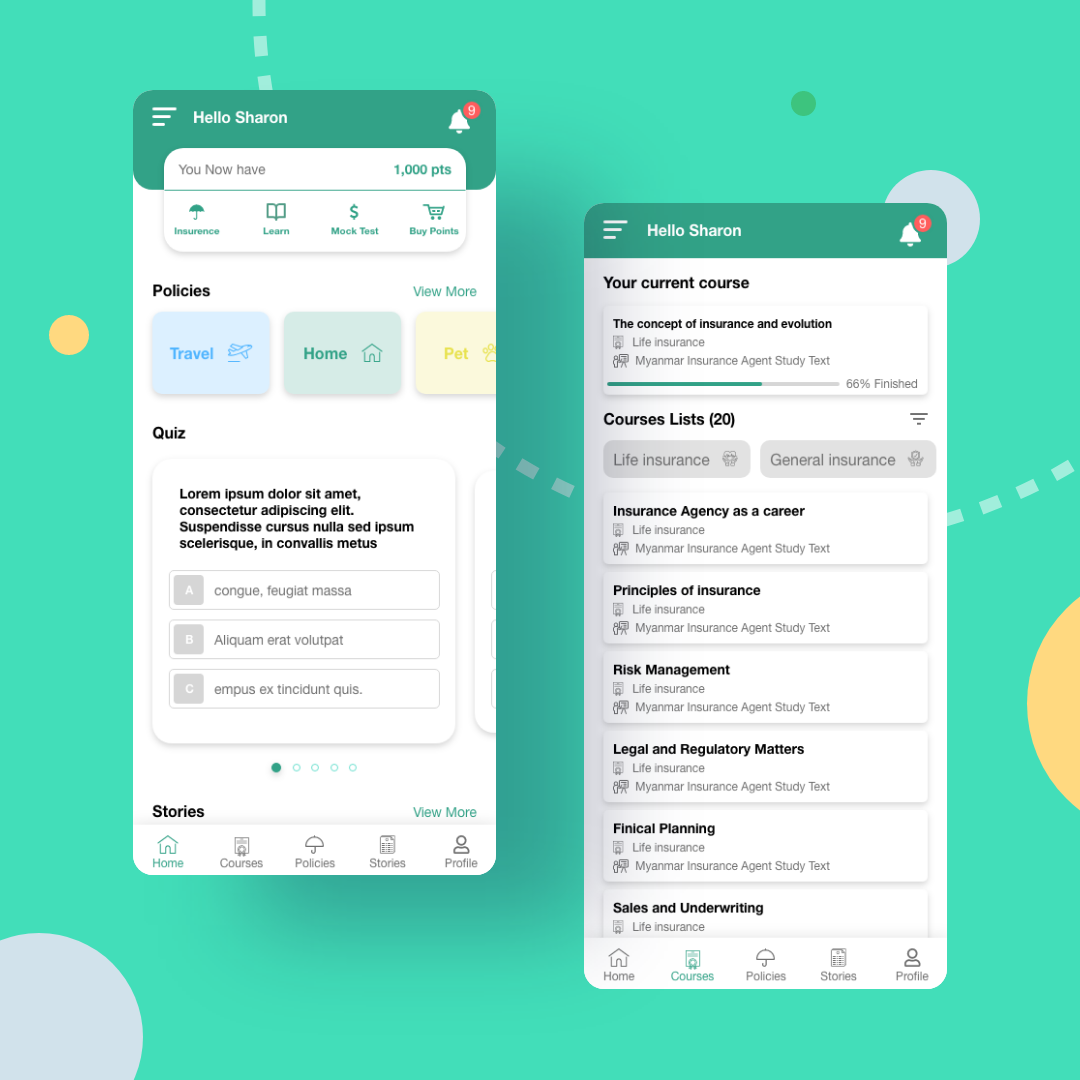 Hello Sharon
9
You Now have
1,000 pts
Insurence
Learn
Mock Test
Buy Points
Policies
View More
Travel
Home
Pet
Quiz
Lorem ipsum dolor sit amet,
consectetur adipiscing elit.
Suspendisse cursus nulla sed ipsum
scelerisque, in convallis metus
A
congue, feugiat massa
B
Aliquam erat volutpat
C
empus ex tincidunt quis.
Stories
View More
Home
Courses
Policies
Stories
Profile
Hello Sharon
9
Your current course
The concept of insurance and evolution
Life insurance
Myanmar Insurance Agent Study Text
66% Finished
Courses Lists (20)
Life insurance
General insurance
Insurance Agency as a career
Life insurance
Myanmar Insurance Agent Study Text
Principles of insurance
Life insurance
Myanmar Insurance Agent Study Text
Risk Management
Life insurance
Myanmar Insurance Agent Study Text
Legal and Regulatory Matters
Life insurance
Myanmar Insurance Agent Study Text
Finical Planning
Life insurance
Myanmar Insurance Agent Study Text
Sales and Underwriting
Life insurance
Home
Courses
Policies
Stories
Profile